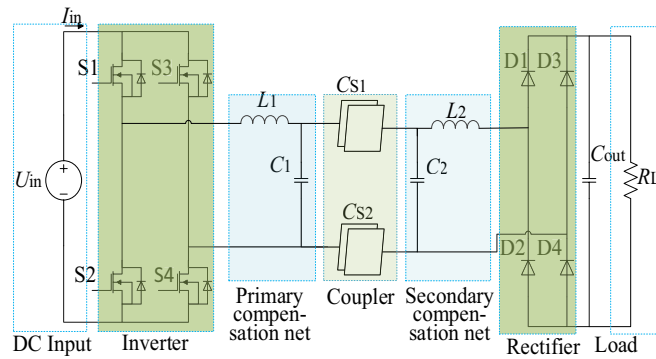 Iin
S1
S3
D1
D3
CS1
L1
L2
C1
C2
Cout
Uin
RL
CS2
S2
S4
D2
D4
Primary
compen-
sation net
Coupler
Secondary
compen-
sation net
DC Input
Inverter
Rectifier
Load